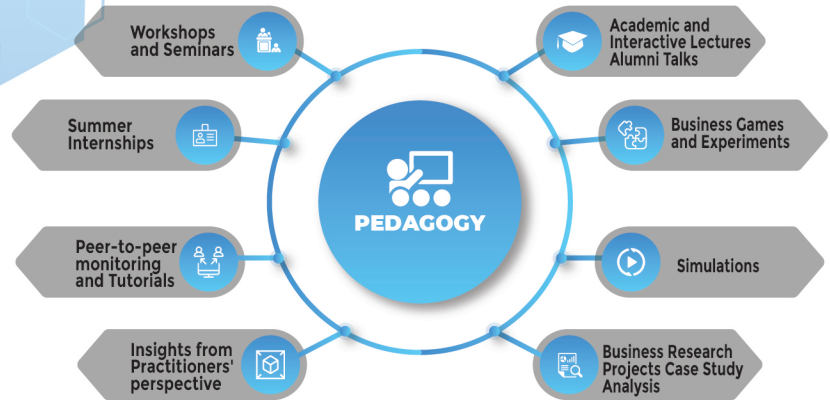 Workshops
and Seminars
Summer
Internships
Peer-to-peer
monitoring
and Tutorials
Insights from
Practitioners'
perspective
PEDAGOGY
Academic and
Interactive Lectures
Alumni Talks
Business Games
and Experiments
Simulations
Business Research
Projects Case Study
Analysis